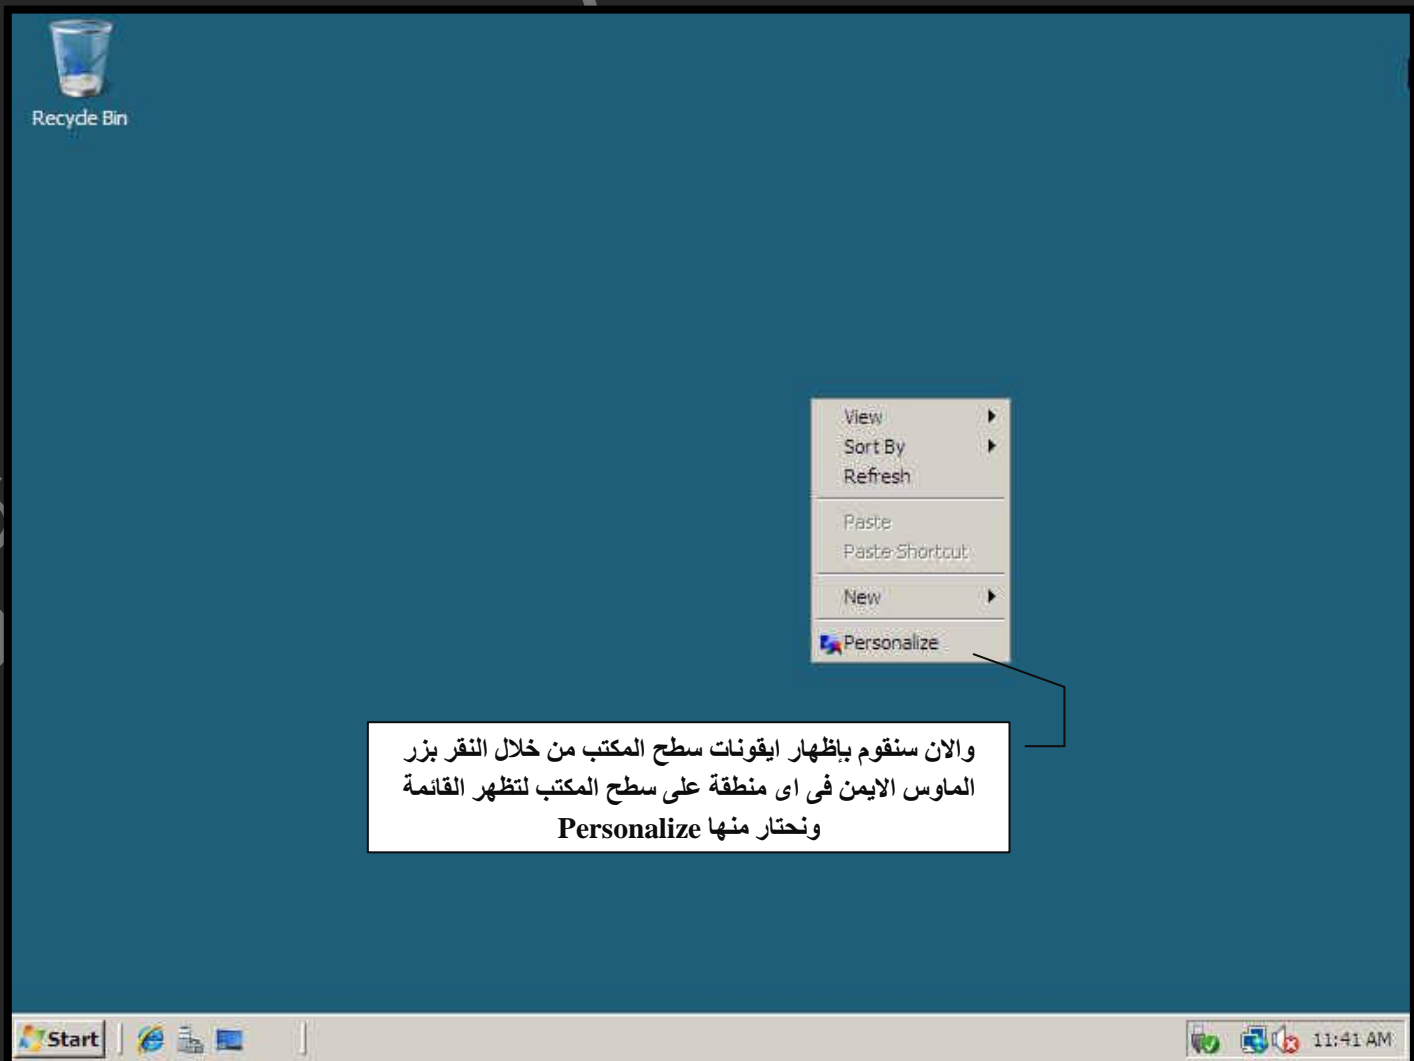 Recycle Bin
View
Sort By
Refresh
Paste
Paste Shortcut
New
Personalize
والان سنقوم بإظهار ايقونات سطح المكتب من خلال النقر بزر
الماوس الايمن فى اى منطقة على سطح المكتب لتظهر القائمة
ونحتار منها Personalize
Start
11:41 AM